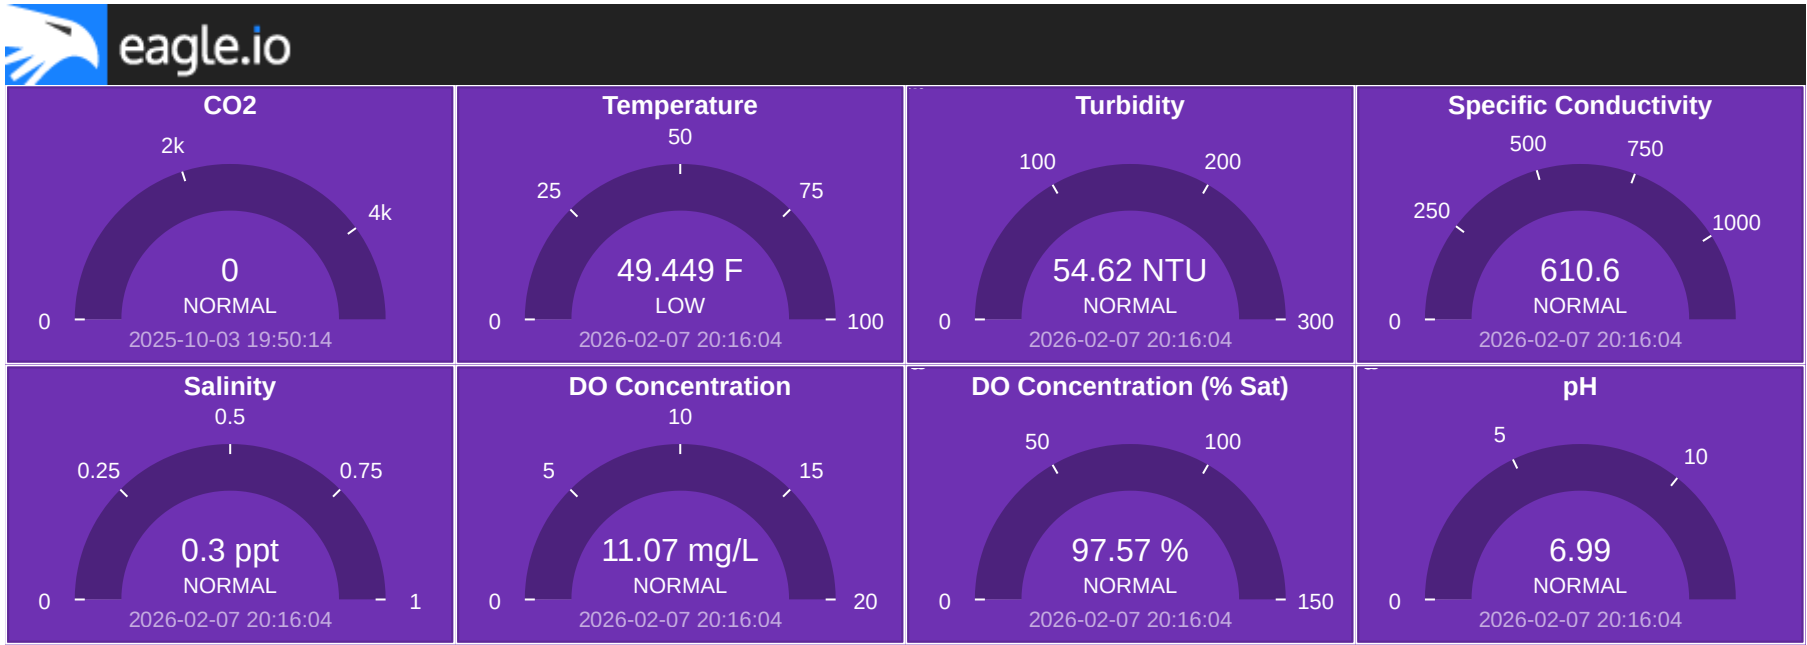 eagle.io
CO2
2k
4k
0
NORMAL
0
2025-10-03 19:50:14
Temperature
50
25
75
49.449 F
LOW
0
100
2026-02-07 20:16:04
Turbidity
100
200
54.62 NTU
NORMAL
0
300
2026-02-07 20:16:04
Specific Conductivity
500
750
250
1000
610.6
NORMAL
0
2026-02-07 20:16:04
Salinity
0.5
0.25
0.75
0.3 ppt
NORMAL
0
1
2026-02-07 20:16:04
DO Concentration
10
5
15
11.07 mg/L
NORMAL
0
20
2026-02-07 20:16:04
DO Concentration (% Sat)
50
100
97.57 %
NORMAL
0
150
2026-02-07 20:16:04
pH
5
10
6.99
NORMAL
0
2026-02-07 20:16:04